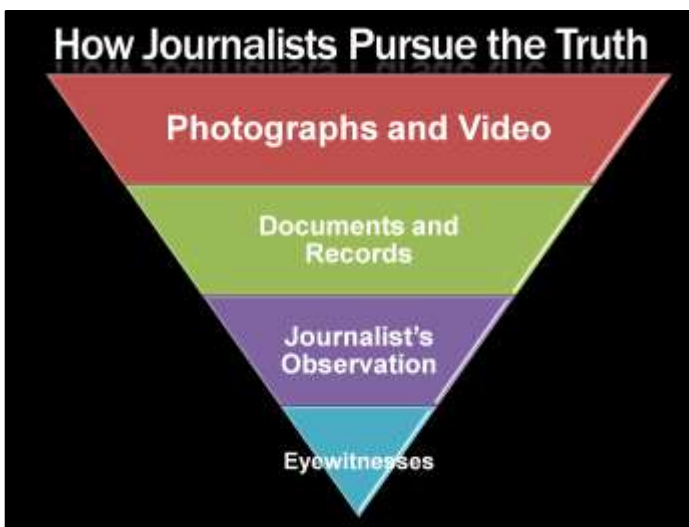 How Journalists Pursue the Truth
Photographs and Video
Documents and
Records
Journalist's
Observation
Eyewitnesses